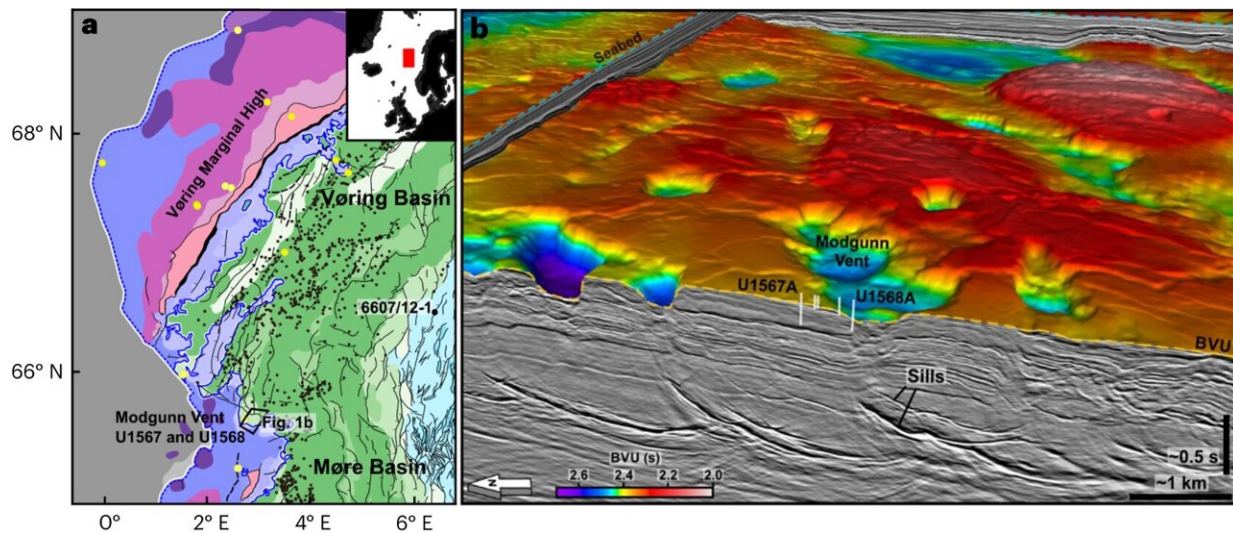 a
68° N
66° N
Vøring Marginal High
Vøring Basin
6607/12-1
Modgunn Vent
U1567 and U1568
Fig. 1b
Møre Basin
0°
2° E
4° E
6° E
b
Seabed
Modgunn
Vent
U1567A
U1568A
BVU
Sills
BVU (s)
2.6 2.4 2.2 2.0
N
~0.5 s
~1 km